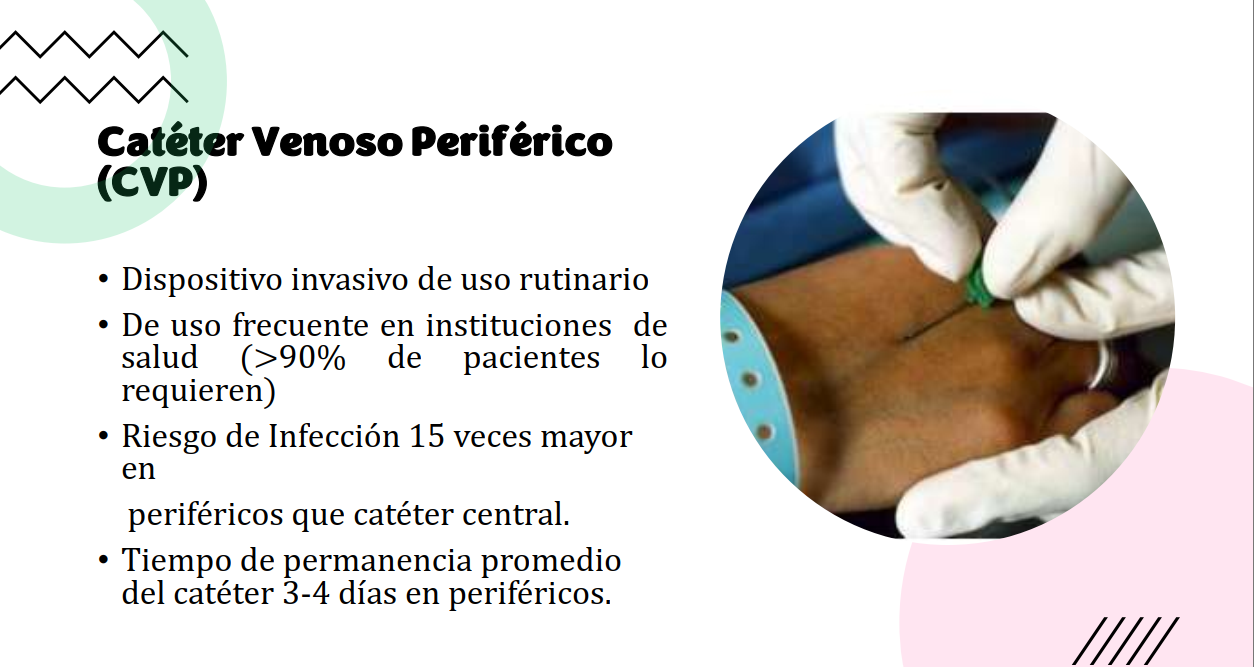 Catéter Venoso Periférico
(CVP)
• Dispositivo invasivo de uso rutinario
• De uso frecuente en instituciones de
salud (>90% de pacientes lo
requieren)
• Riesgo de Infección 15 veces mayor
en
periféricos que catéter central.
• Tiempo de permanencia promedio
del catéter 3-4 días en periféricos.